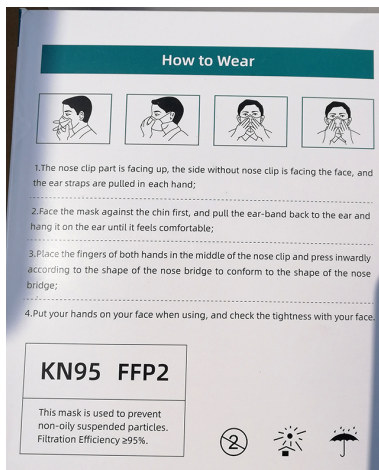 How to Wear
1.The nose clip part is facing up, the side without nose clip is facing the face, and
the ear straps are pulled in each hand;
2.Face the mask against the chin first, and pull the ear-band back to the ear and
hang it on the ear until it feels comfortable;
3.Place the fingers of both hands in the middle of the nose clip and press inwardly
according to the shape of the nose bridge to conform to the shape of the nose
bridge;
4.Put your hands on your face when using, and check the tightness with your face.
KN95 FFP2
This mask is used to prevent
non-oily suspended particles.
Filtration Efficiency ≥95%.
2